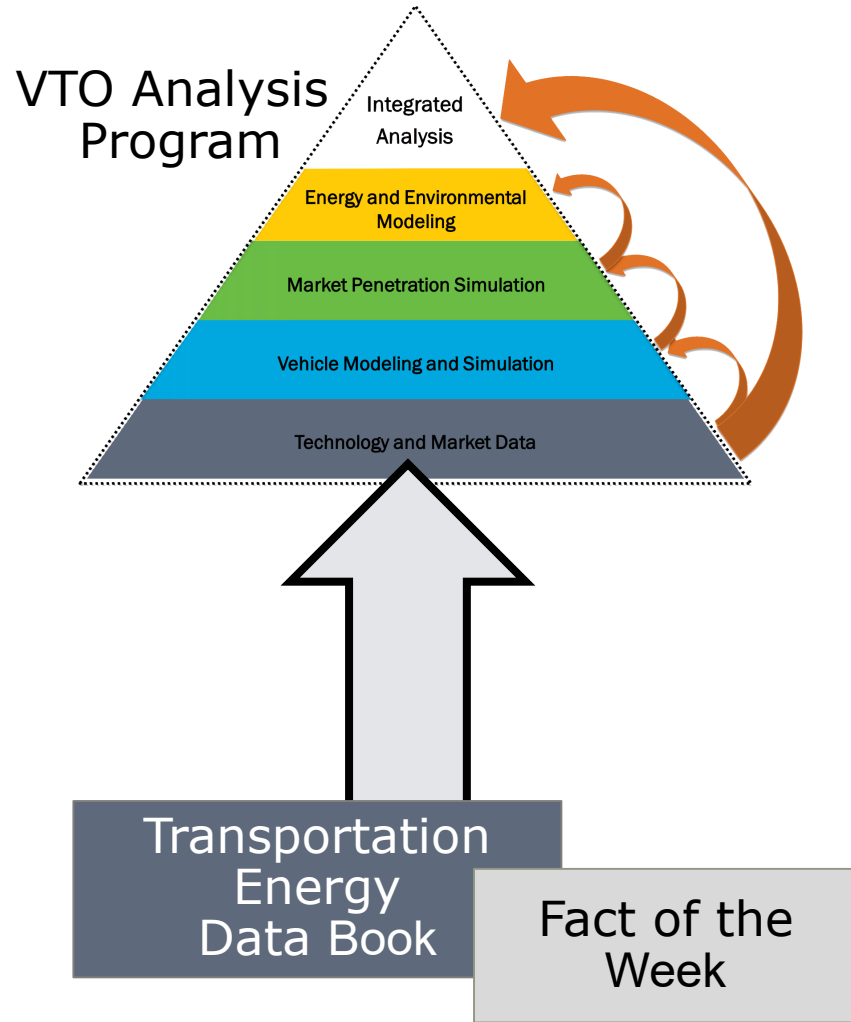 VTO Analysis
Program
Integrated
Analysis
Energy and Environmental
Modeling
Market Penetration Simulation
Vehicle Modeling and Simulation
Technology and Market Data
Transportation
Energy
Data Book
Fact of the
Week